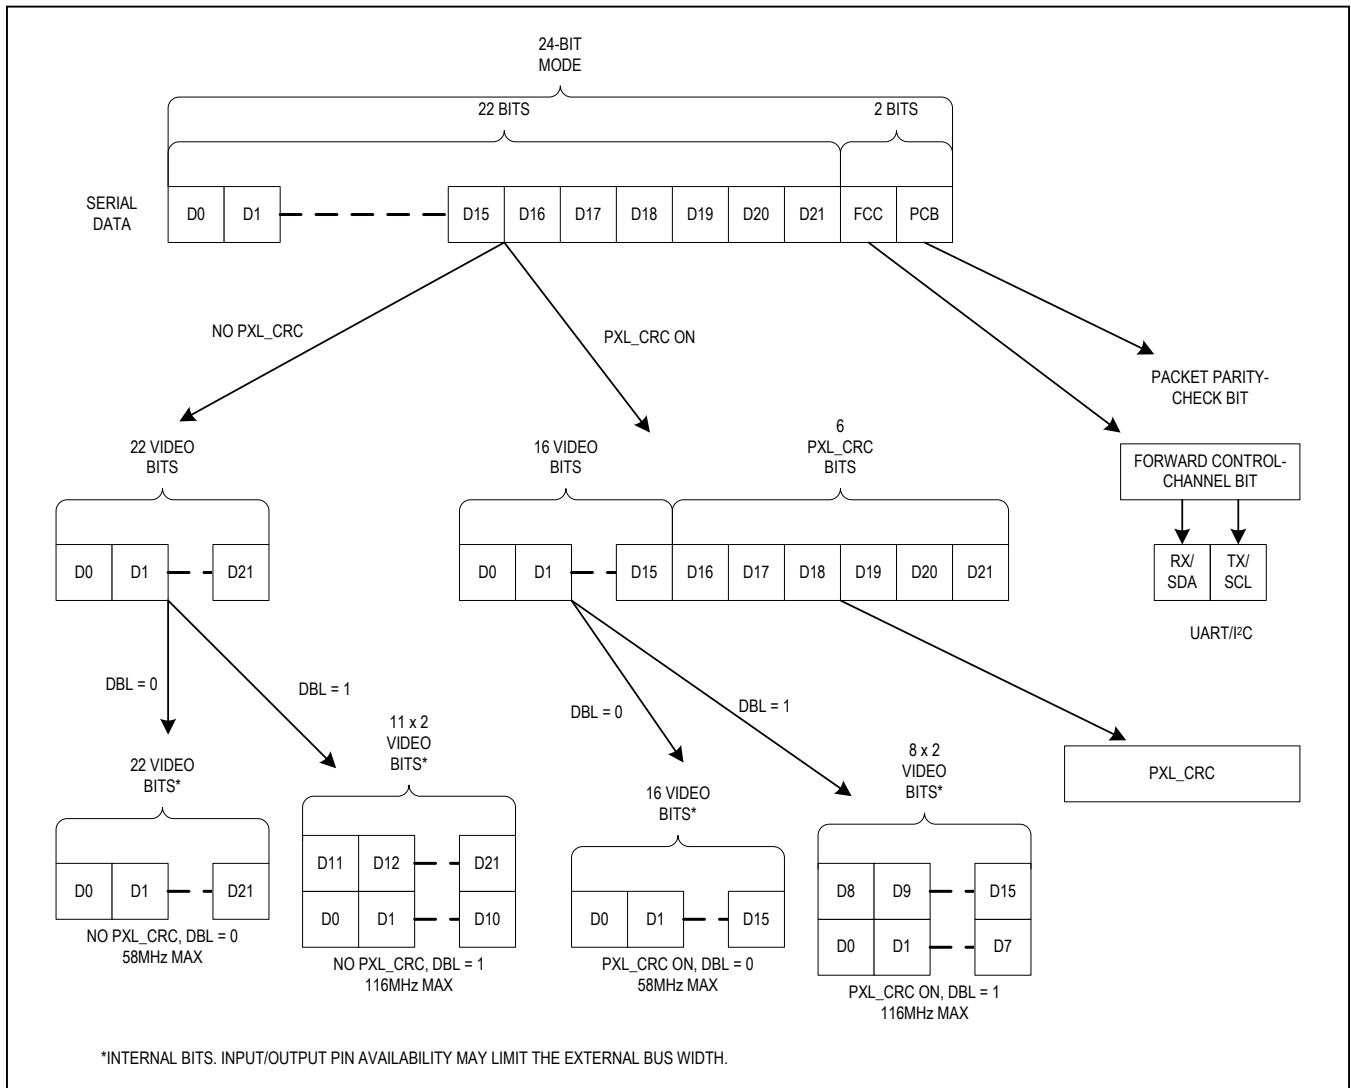 24-BIT
MODE
22 BITS
2 BITS
SERIAL
DATA
D0
D1
D15
D16
D17
D18
D19
D20
D21
FCC
PCB
NO PXL_CRC
PXL_CRC ON
PACKET PARITY-
CHECK BIT
22 VIDEO
BITS
16 VIDEO
BITS
6
PXL_CRC
BITS
FORWARD CONTROL-
CHANNEL BIT
D0
D1
D21
D0
D1
D15
D16
D17
D18
D19
D20
D21
RX/
SDA
TX/
SCL
UART/I²C
DBL = 0
DBL = 1
DBL = 0
DBL = 1
22 VIDEO
BITS*
11 x 2
VIDEO
BITS*
16 VIDEO
BITS*
8 x 2
VIDEO
BITS*
PXL_CRC
D0
D1
D21
NO PXL_CRC, DBL = 0
58MHz MAX
D11
D12
D21
D0
D1
D10
NO PXL_CRC, DBL = 1
116MHz MAX
D0
D1
D15
PXL_CRC ON, DBL = 0
58MHz MAX
D8
D9
D15
D0
D1
D7
PXL_CRC ON, DBL = 1
116MHz MAX
*INTERNAL BITS. INPUT/OUTPUT PIN AVAILABILITY MAY LIMIT THE EXTERNAL BUS WIDTH.